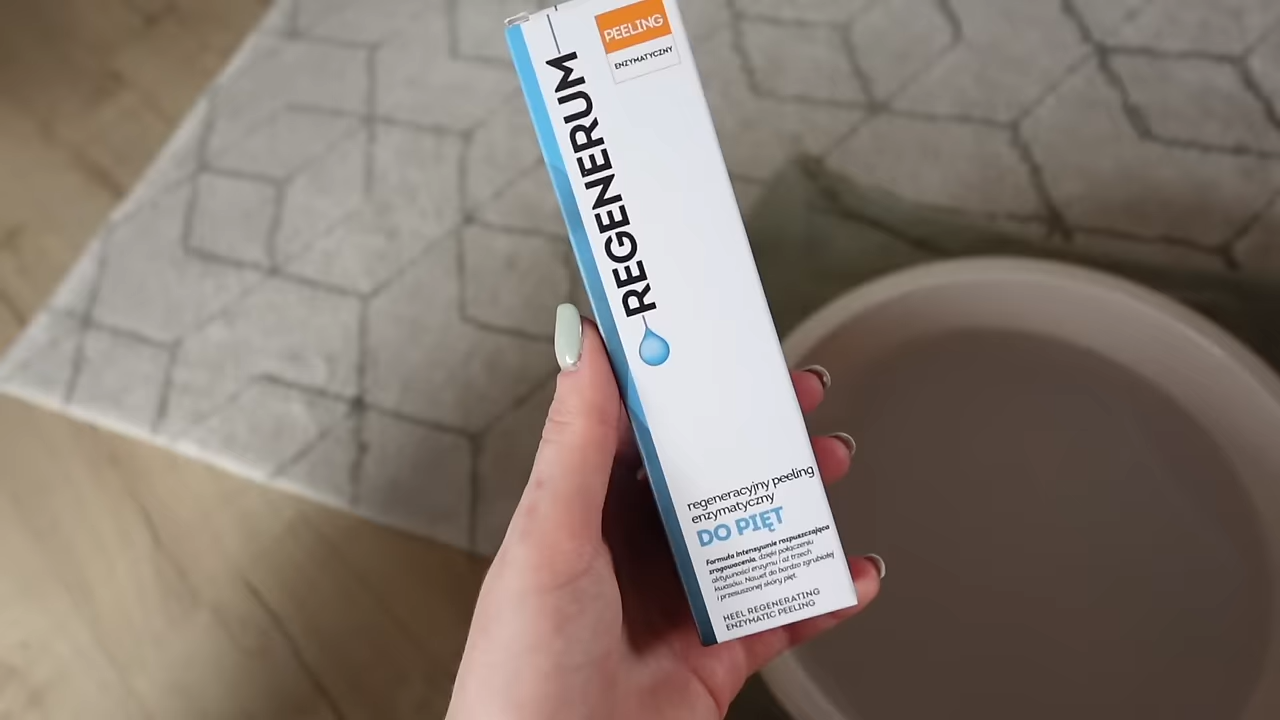 PEELING
ENZYMATYCZNY
REGENERUM
regeneracyjny peeling
enzymatyczny
DO PIĘT
Formuła intensywnie rozpuszczająca
zrogowacenia, dzięki połączeniu
aktywności enzymu i aż trzech
kwasów. Nawet do bardzo zgrubiałej
i przesuszonej skóry pięt.
HEEL REGENERATING
ENZYMATIC PEELING